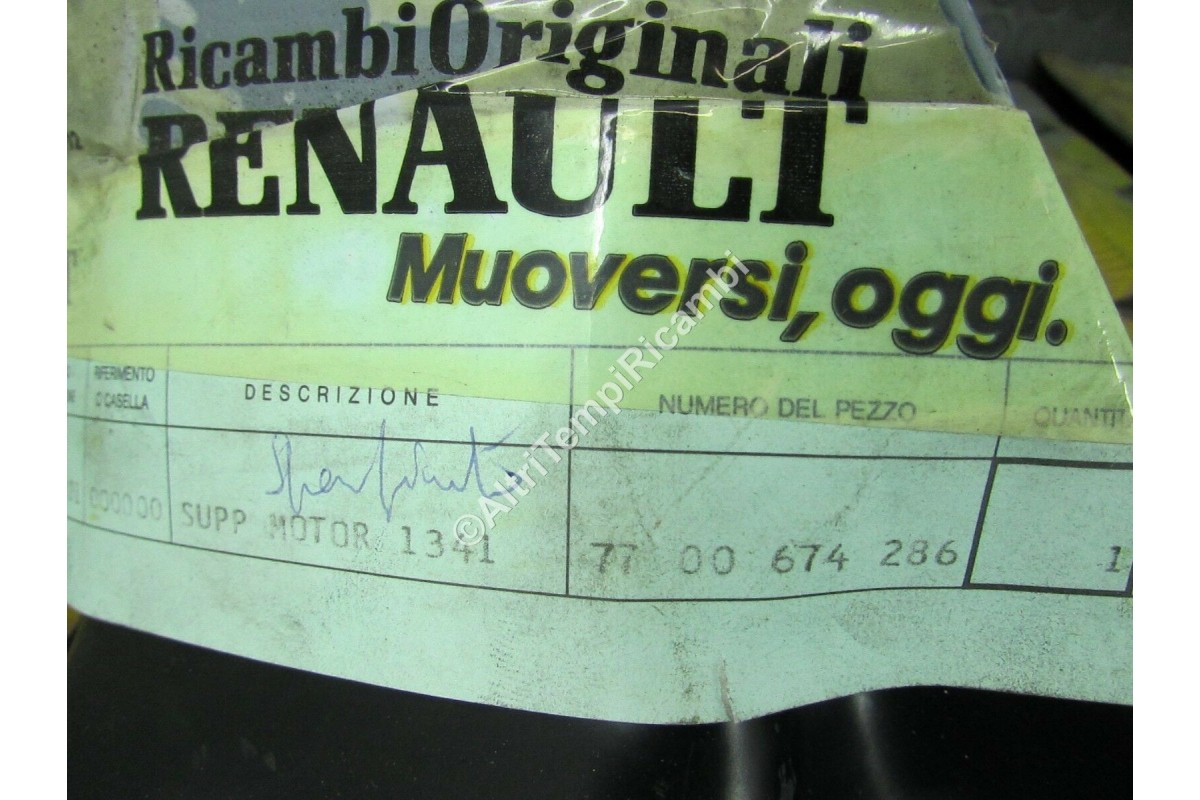 Ricambi Originali
RENAULT
Muoversi, oggi.
RIFERIMENTO O CASELLA
DESCRIZIONE
NUMERO DEL PEZZO
QUANTIT
000000
SUPP MOTOR 1341
77 00 674 286
1
©AltriTempiRicambi